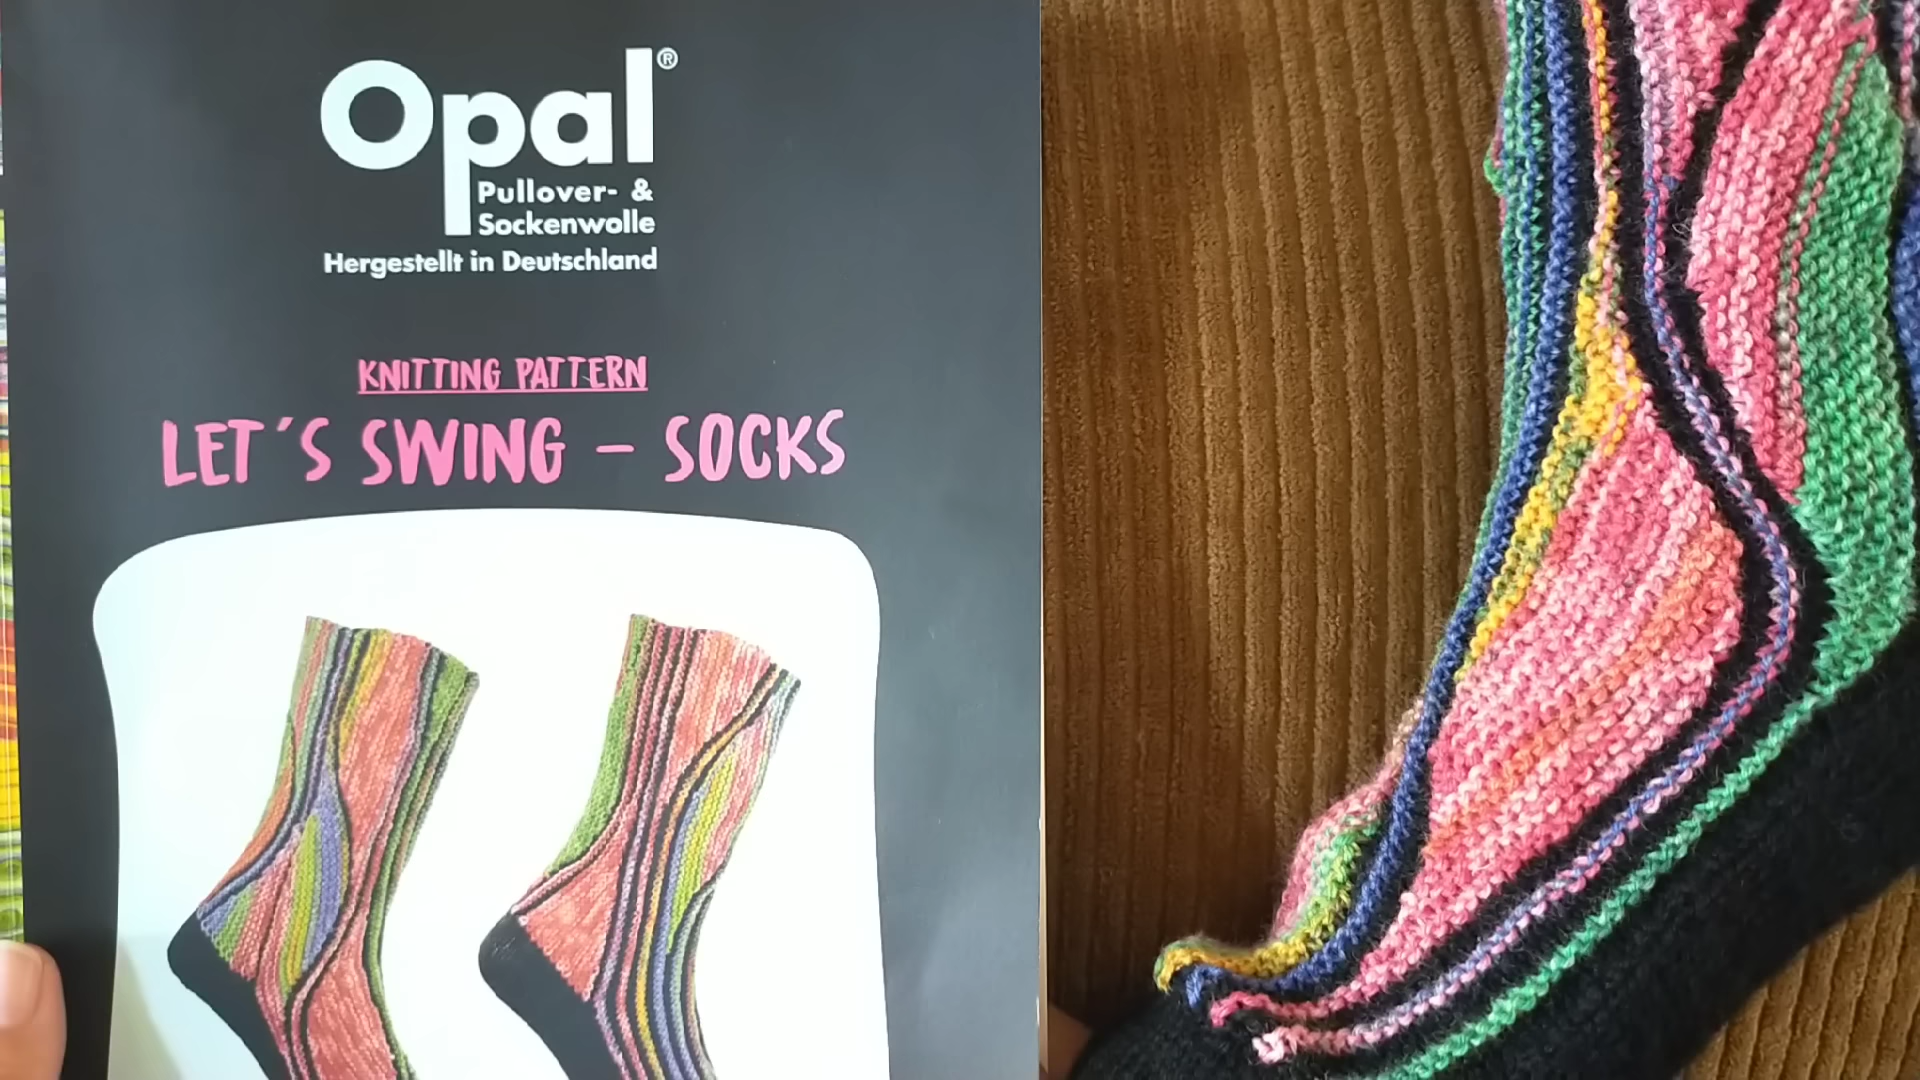 Opal®
Pullover- &
Sockenwolle
Hergestellt in Deutschland
KNITTING PATTERN
LET´S SWING – SOCKS